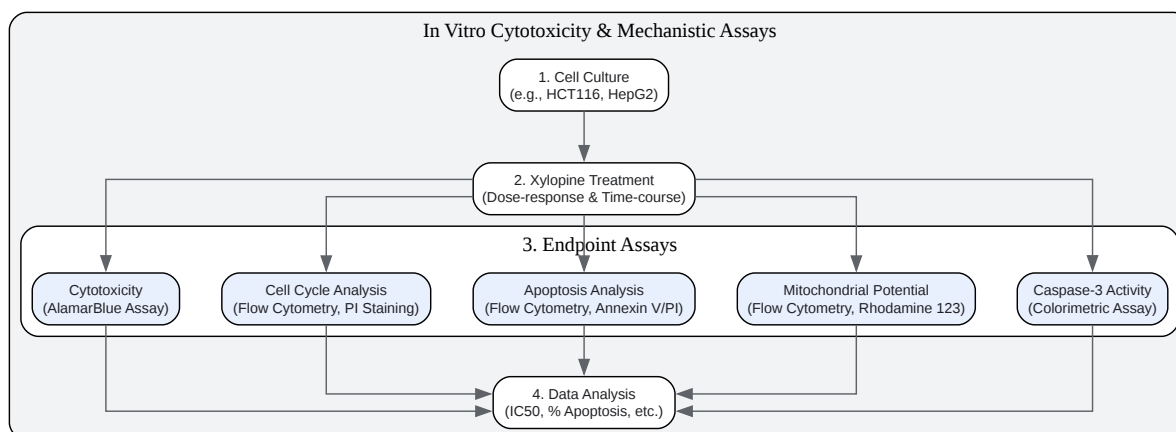 In Vitro Cytotoxicity & Mechanistic Assays
1. Cell Culture
(e.g., HCT116, HepG2)
2. Xylopine Treatment
(Dose-response & Time-course)
3. Endpoint Assays
Cytotoxicity
(AlamarBlue Assay)
Cell Cycle Analysis
(Flow Cytometry, PI Staining)
Apoptosis Analysis
(Flow Cytometry, Annexin V/PI)
Mitochondrial Potential
(Flow Cytometry, Rhodamine 123)
Caspase-3 Activity
(Colorimetric Assay)
4. Data Analysis
(IC50, % Apoptosis, etc.)